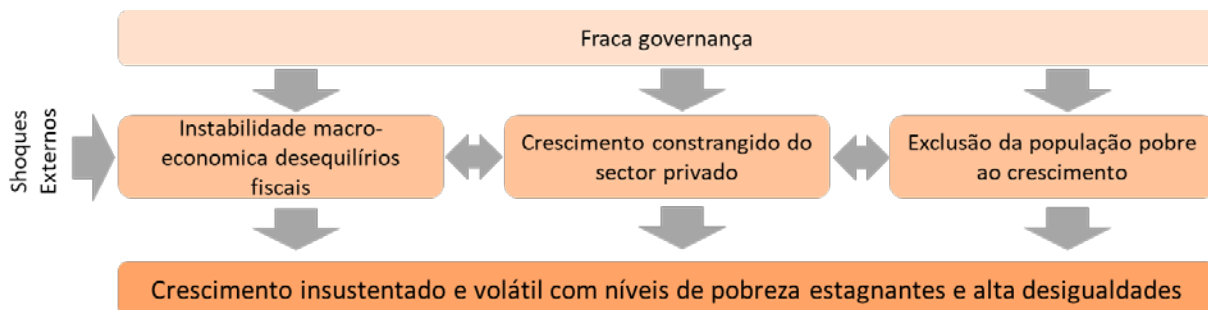 Fraca governança
Shoques
Externos
Instabilidade macro-
economica desequilírios
fiscais
Crescimento constrangido do
sector privado
Exclusão da população pobre
ao crescimento
Crescimento insustentado e volátil com níveis de pobreza estagnantes e alta desigualdades